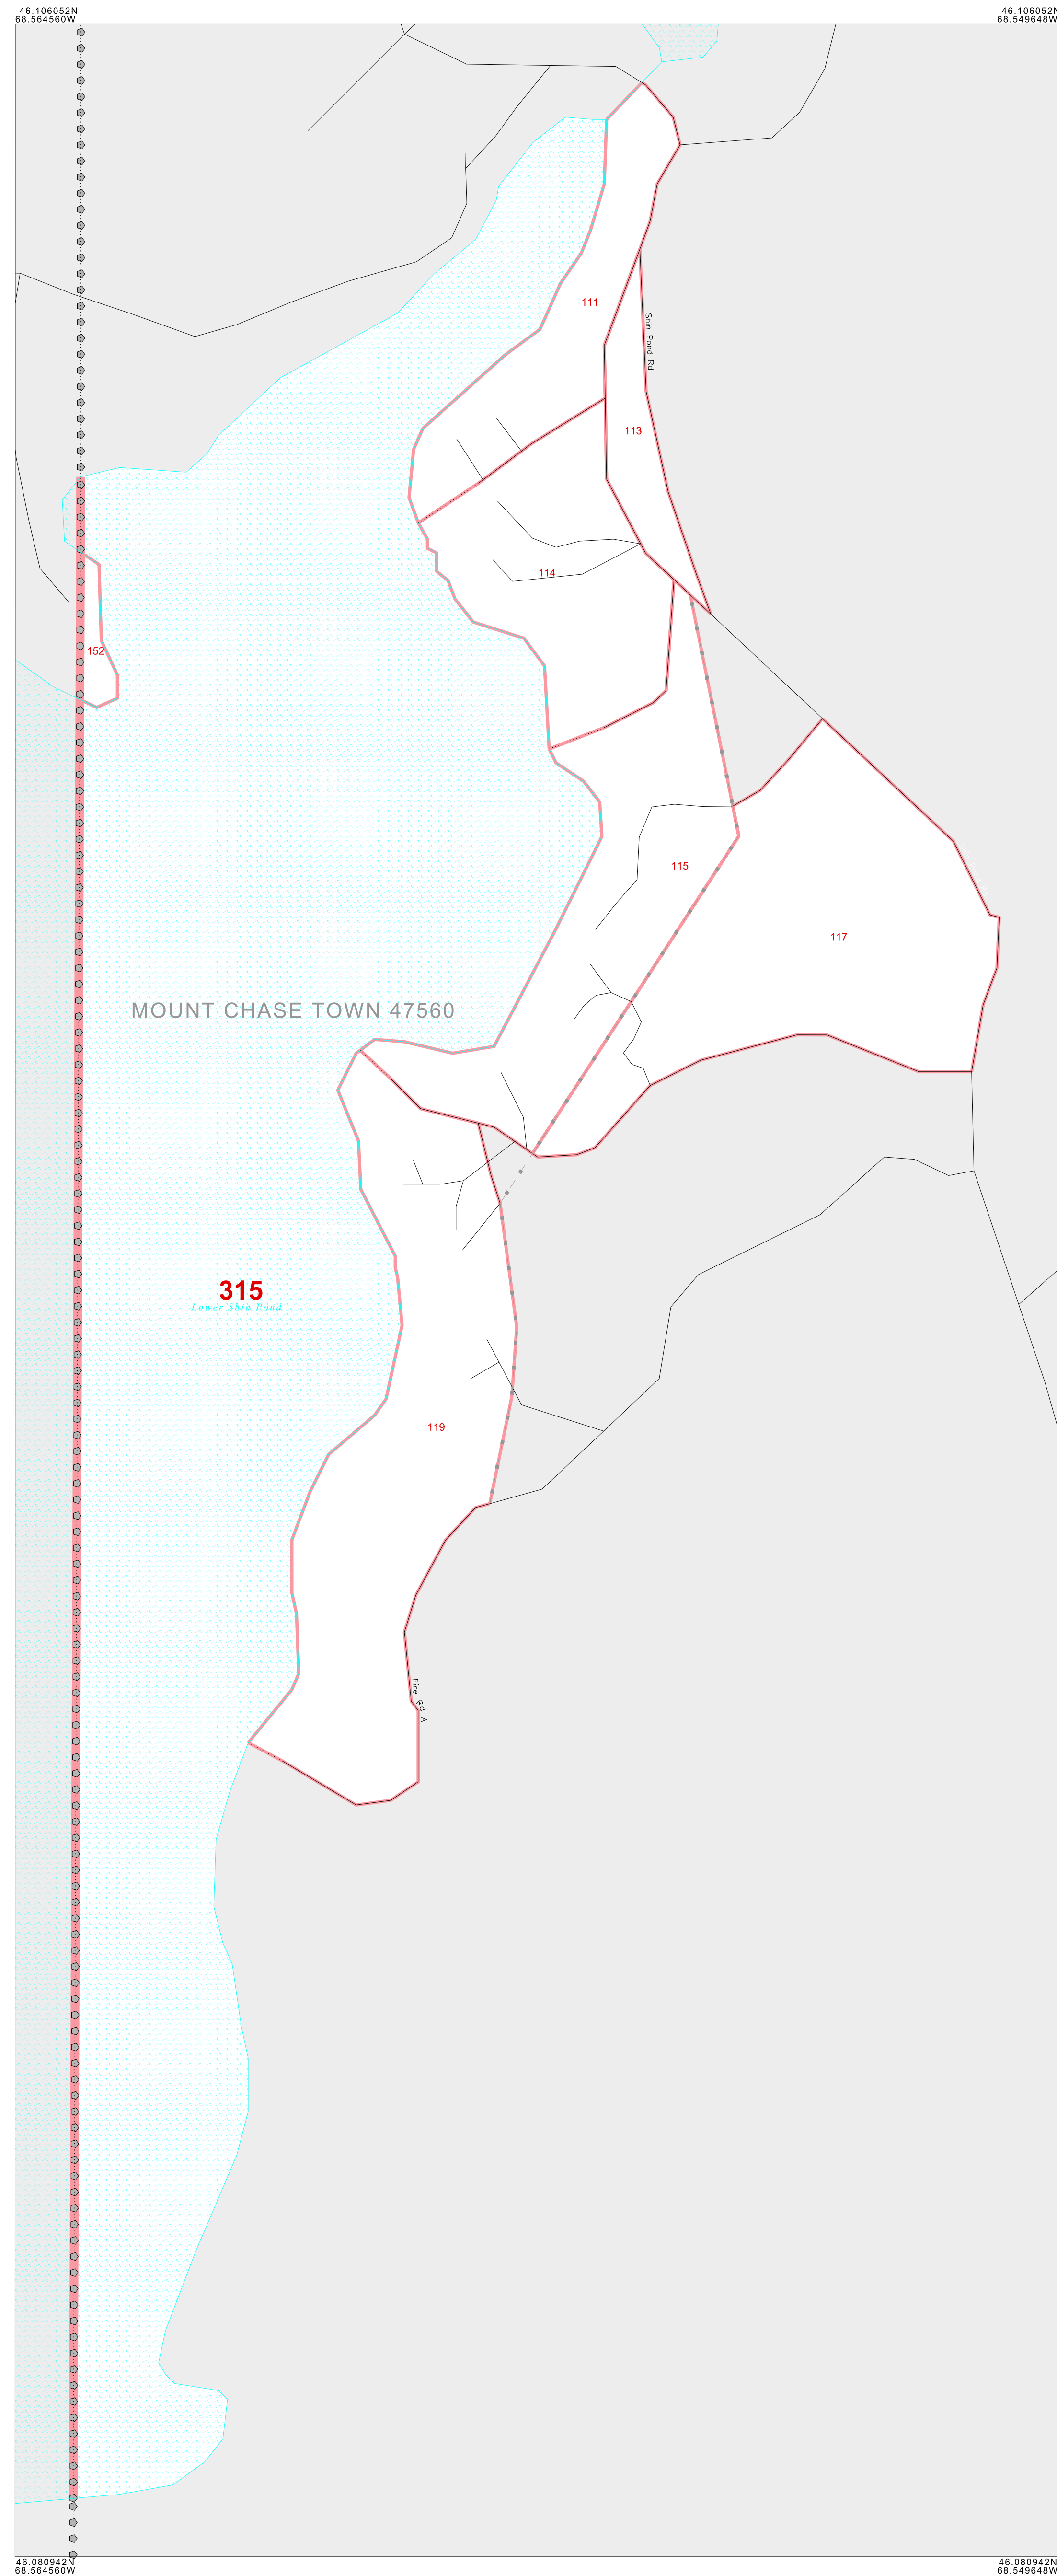 46.106052N
68.564560W
46.106052N
68.549648W
111
Shin Pond Rd
113
114
152
115
117
MOUNT CHASE TOWN 47560
315
Lower Shin Pond
119
Fire Rd A
46.080942N
68.564560W
46.080942N
68.549648W